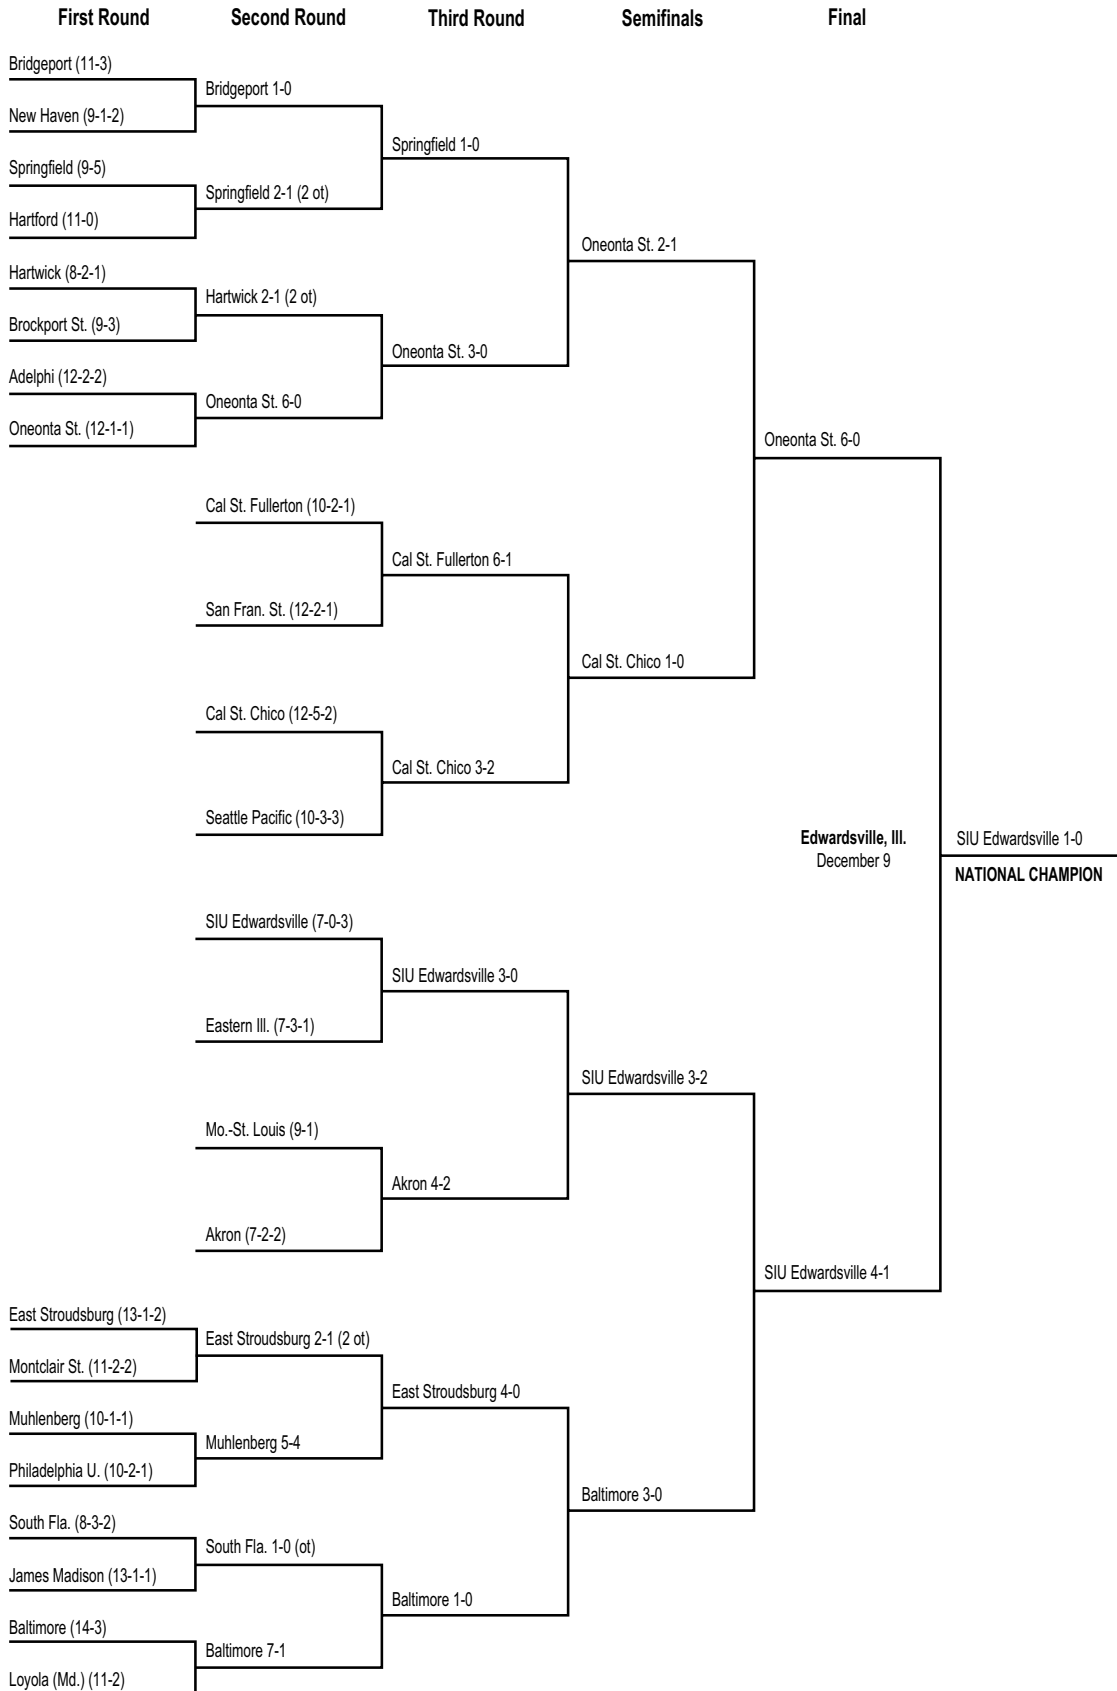 First Round Second Round Third Round Semifinals Final
Bridgeport (11-3)
Bridgeport 1-0
New Haven (9-1-2)
Springfield 1-0
Springfield (9-5)
Springfield 2-1 (2 ot)
Hartford (11-0)
Oneonta St. 2-1
Hartwick (8-2-1)
Hartwick 2-1 (2 ot)
Brockport St. (9-3)
Oneonta St. 3-0
Adelphi (12-2-2)
Oneonta St. 6-0
Oneonta St. (12-1-1)
Oneonta St. 6-0
Cal St. Fullerton (10-2-1)
Cal St. Fullerton 6-1
San Fran. St. (12-2-1)
Cal St. Chico 1-0
Cal St. Chico (12-5-2)
Cal St. Chico 3-2
Seattle Pacific (10-3-3)
Edwardsville, Ill.
December 9
SIU Edwardsville 1-0
NATIONAL CHAMPION
SIU Edwardsville (7-0-3)
SIU Edwardsville 3-0
Eastern Ill. (7-3-1)
SIU Edwardsville 3-2
Mo.-St. Louis (9-1)
Akron 4-2
Akron (7-2-2)
SIU Edwardsville 4-1
East Stroudsburg (13-1-2)
East Stroudsburg 2-1 (2 ot)
Montclair St. (11-2-2)
East Stroudsburg 4-0
Muhlenberg (10-1-1)
Muhlenberg 5-4
Philadelphia U. (10-2-1)
Baltimore 3-0
South Fla. (8-3-2)
South Fla. 1-0 (ot)
James Madison (13-1-1)
Baltimore 1-0
Baltimore (14-3)
Baltimore 7-1
Loyola (Md.) (11-2)